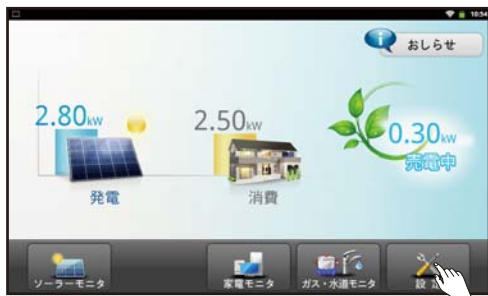 10:54
おしらせ
2.80kW
2.50kW
0.30kW
売電中
発電
消費
ソーラーモニタ
家電モニタ
ガス・水道モニタ
設定